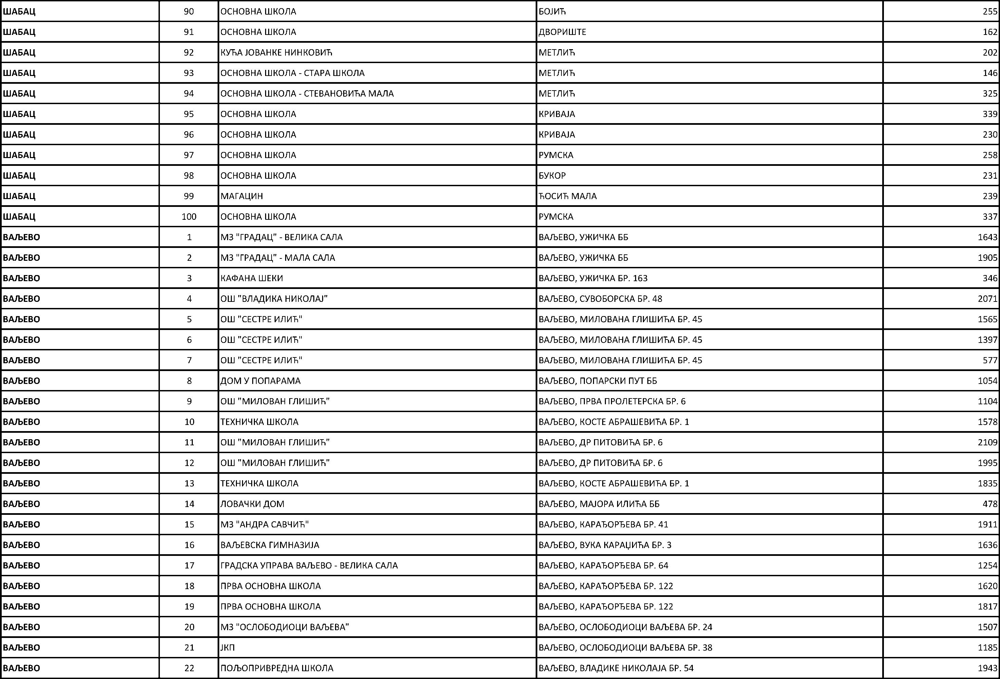 ШАБАЦ 90 ОСНОВНА ШКОЛА БОЈИЋ 255
ШАБАЦ 91 ОСНОВНА ШКОЛА ДВОРИШТЕ 162
ШАБАЦ 92 КУЋА ЈОВАНКЕ НИНКОВИЋ МЕТЛИЋ 202
ШАБАЦ 93 ОСНОВНА ШКОЛА - СТАРА ШКОЛА МЕТЛИЋ 146
ШАБАЦ 94 ОСНОВНА ШКОЛА - СТЕВАНОВИЋА МАЛА МЕТЛИЋ 325
ШАБАЦ 95 ОСНОВНА ШКОЛА КРИВАЈА 339
ШАБАЦ 96 ОСНОВНА ШКОЛА КРИВАЈА 230
ШАБАЦ 97 ОСНОВНА ШКОЛА РУМСКА 258
ШАБАЦ 98 ОСНОВНА ШКОЛА БУКОР 231
ШАБАЦ 99 МАГАЦИН ЋОСИЋ МАЛА 239
ШАБАЦ 100 ОСНОВНА ШКОЛА РУМСКА 337
ВАЉЕВО 1 МЗ "ГРАДАЦ" - ВЕЛИКА САЛА ВАЉЕВО, УЖИЧКА ББ 1643
ВАЉЕВО 2 МЗ "ГРАДАЦ" - МАЛА САЛА ВАЉЕВО, УЖИЧКА ББ 1905
ВАЉЕВО 3 КАФАНА ШЕКИ ВАЉЕВО, УЖИЧКА БР. 163 346
ВАЉЕВО 4 ОШ "ВЛАДИКА НИКОЛАЈ" ВАЉЕВО, СУВОБОРСКА БР. 48 2071
ВАЉЕВО 5 ОШ "СЕСТРЕ ИЛИЋ" ВАЉЕВО, МИЛОВАНА ГЛИШИЋА БР. 45 1565
ВАЉЕВО 6 ОШ "СЕСТРЕ ИЛИЋ" ВАЉЕВО, МИЛОВАНА ГЛИШИЋА БР. 45 1397
ВАЉЕВО 7 ОШ "СЕСТРЕ ИЛИЋ" ВАЉЕВО, МИЛОВАНА ГЛИШИЋА БР. 45 577
ВАЉЕВО 8 ДОМ У ПОПАРАМА ВАЉЕВО, ПОПАРСКИ ПУТ ББ 1054
ВАЉЕВО 9 ОШ "МИЛОВАН ГЛИШИЋ" ВАЉЕВО, ПРВА ПРОЛЕТЕРСКА БР. 6 1104
ВАЉЕВО 10 ТЕХНИЧКА ШКОЛА ВАЉЕВО, КОСТЕ АБРАШЕВИЋА БР. 1 1578
ВАЉЕВО 11 ОШ "МИЛОВАН ГЛИШИЋ" ВАЉЕВО, ДР ПИТОВИЋА БР. 6 2109
ВАЉЕВО 12 ОШ "МИЛОВАН ГЛИШИЋ" ВАЉЕВО, ДР ПИТОВИЋА БР. 6 1995
ВАЉЕВО 13 ТЕХНИЧКА ШКОЛА ВАЉЕВО, КОСТЕ АБРАШЕВИЋА БР. 1 1835
ВАЉЕВО 14 ЛОВАЧКИ ДОМ ВАЉЕВО, МАЈОРА ИЛИЋА ББ 478
ВАЉЕВО 15 МЗ "АНДРА САВЧИЋ" ВАЉЕВО, КАРАЂОРЂЕВА БР. 41 1911
ВАЉЕВО 16 ВАЉЕВСКА ГИМНАЗИЈА ВАЉЕВО, ВУКА КАРАЏИЋА БР. 3 1636
ВАЉЕВО 17 ГРАДСКА УПРАВА ВАЉЕВО - ВЕЛИКА САЛА ВАЉЕВО, КАРАЂОРЂЕВА БР. 64 1254
ВАЉЕВО 18 ПРВА ОСНОВНА ШКОЛА ВАЉЕВО, КАРАЂОРЂЕВА БР. 122 1620
ВАЉЕВО 19 ПРВА ОСНОВНА ШКОЛА ВАЉЕВО, КАРАЂОРЂЕВА БР. 122 1817
ВАЉЕВО 20 МЗ "ОСЛОБОДИОЦИ ВАЉЕВА" ВАЉЕВО, ОСЛОБОДИОЦИ ВАЉЕВА БР. 24 1507
ВАЉЕВО 21 ЈКП ВАЉЕВО, ОСЛОБОДИОЦИ ВАЉЕВА БР. 38 1185
ВАЉЕВО 22 ПОЉОПРИВРЕДНА ШКОЛА ВАЉЕВО, ВЛАДИКЕ НИКОЛАЈА БР. 54 1943